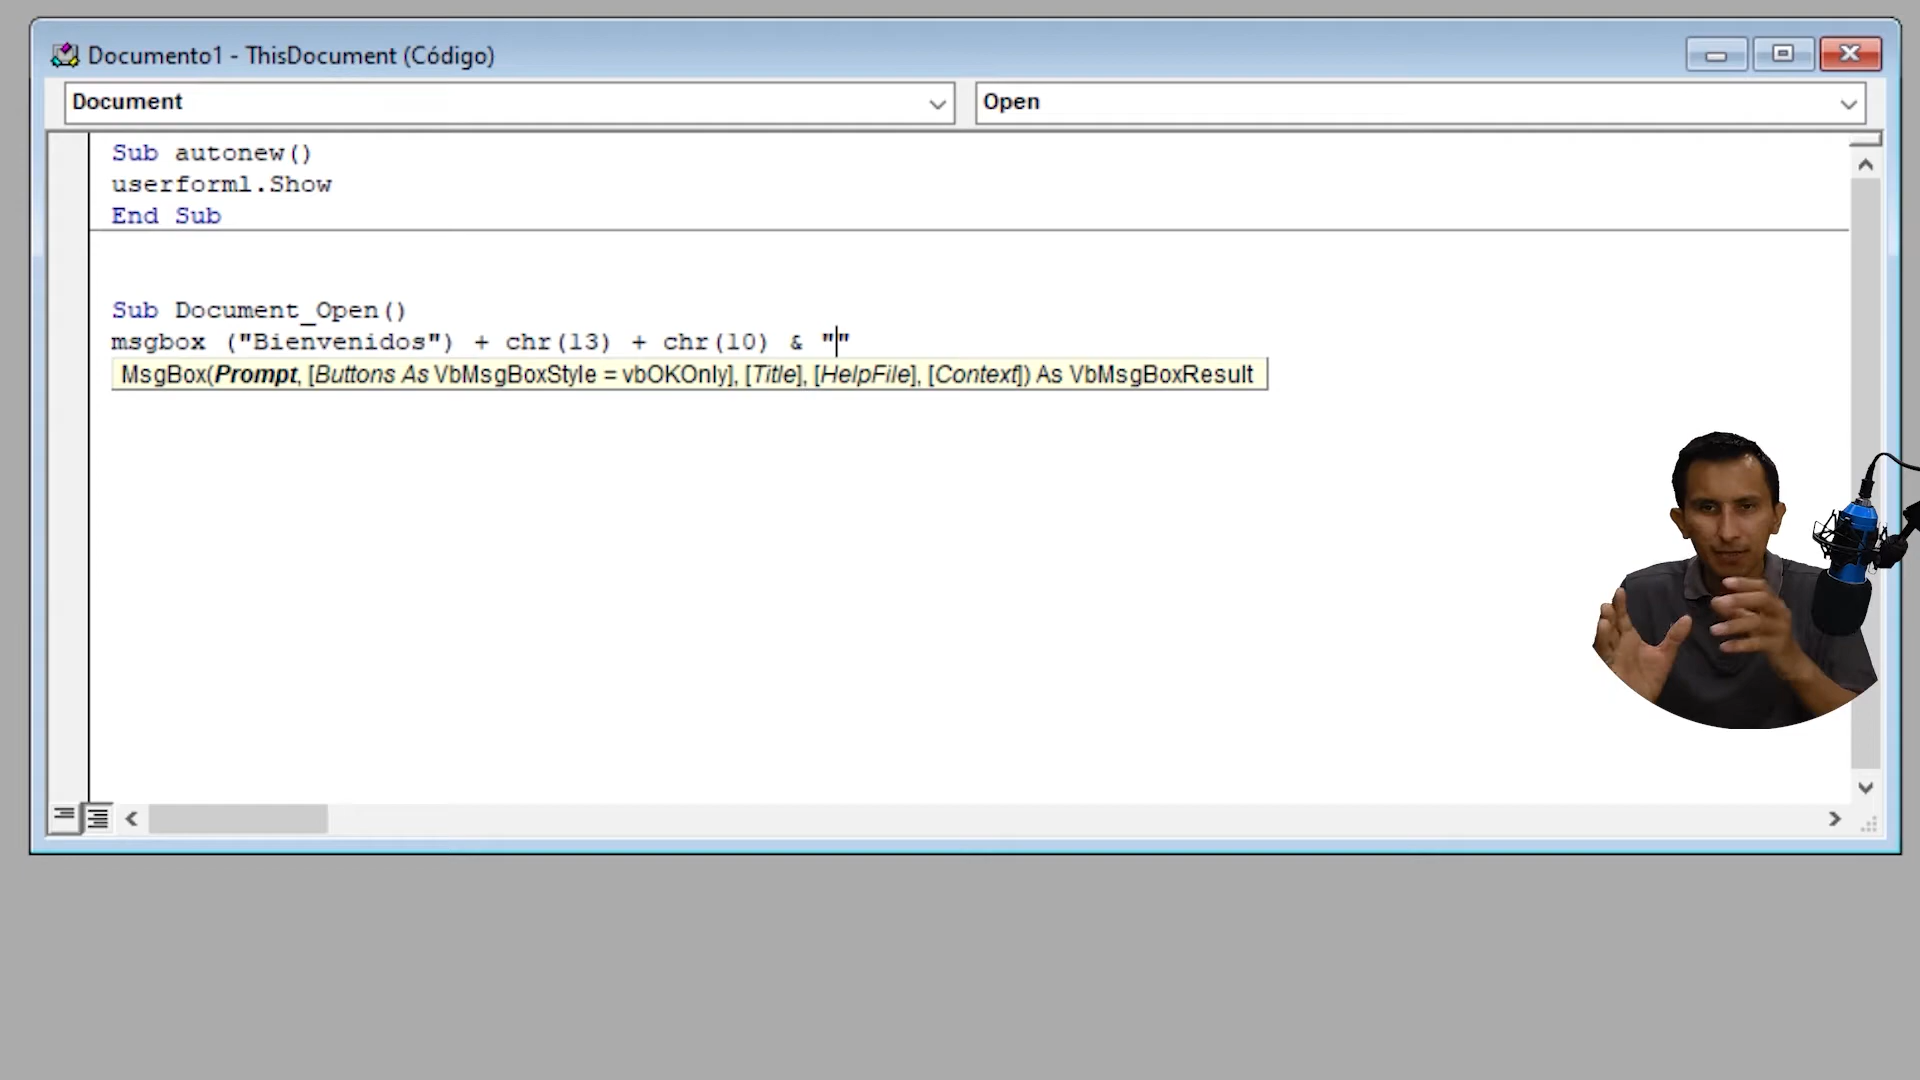 Documento1 - ThisDocument (Código)
Document
Open
Sub autonew()
userform1.Show
End Sub
Sub Document_Open()
msgbox ("Bienvenidos") + chr(13) + chr(10) & ""
MsgBox(Prompt, [Buttons As VbMsgBoxStyle = vbOKOnly], [Title], [HelpFile], [Context]) As VbMsgBoxResult